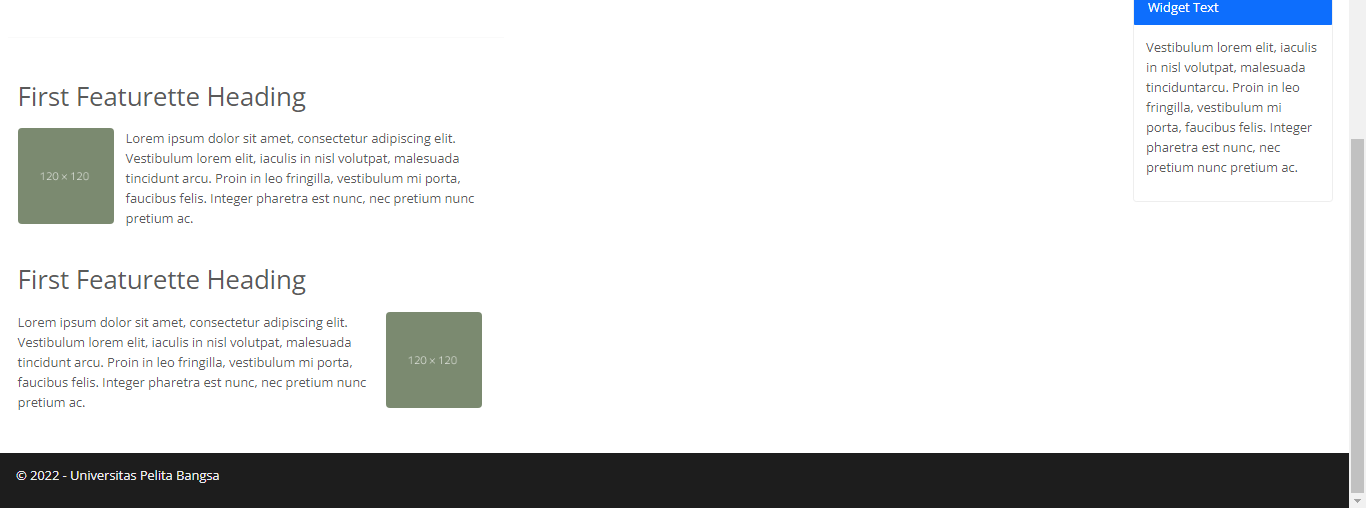 Widget Text
Vestibulum lorem elit, iaculis
in nisl volutpat, malesuada
tinciduntarcu. Proin in leo
fringilla, vestibulum mi
porta, faucibus felis. Integer
pharetra est nunc, nec
pretium nunc pretium ac.
First Featurette Heading
120 × 120
Lorem ipsum dolor sit amet, consectetur adipiscing elit.
Vestibulum lorem elit, iaculis in nisl volutpat, malesuada
tincidunt arcu. Proin in leo fringilla, vestibulum mi porta,
faucibus felis. Integer pharetra est nunc, nec pretium nunc
pretium ac.
First Featurette Heading
Lorem ipsum dolor sit amet, consectetur adipiscing elit.
Vestibulum lorem elit, iaculis in nisl volutpat, malesuada
tincidunt arcu. Proin in leo fringilla, vestibulum mi porta,
faucibus felis. Integer pharetra est nunc, nec pretium nunc
pretium ac.
120 × 120
© 2022 - Universitas Pelita Bangsa